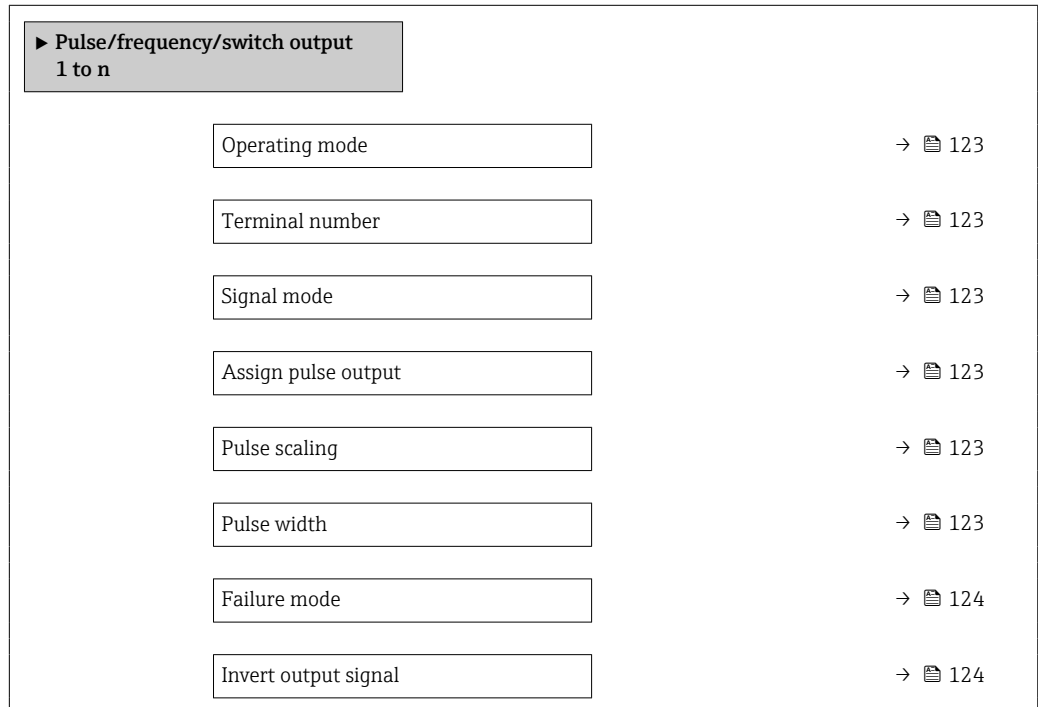 ▶ Pulse/frequency/switch output
1 to n
Operating mode → 123
Terminal number → 123
Signal mode → 123
Assign pulse output → 123
Pulse scaling → 123
Pulse width → 123
Failure mode → 124
Invert output signal → 124